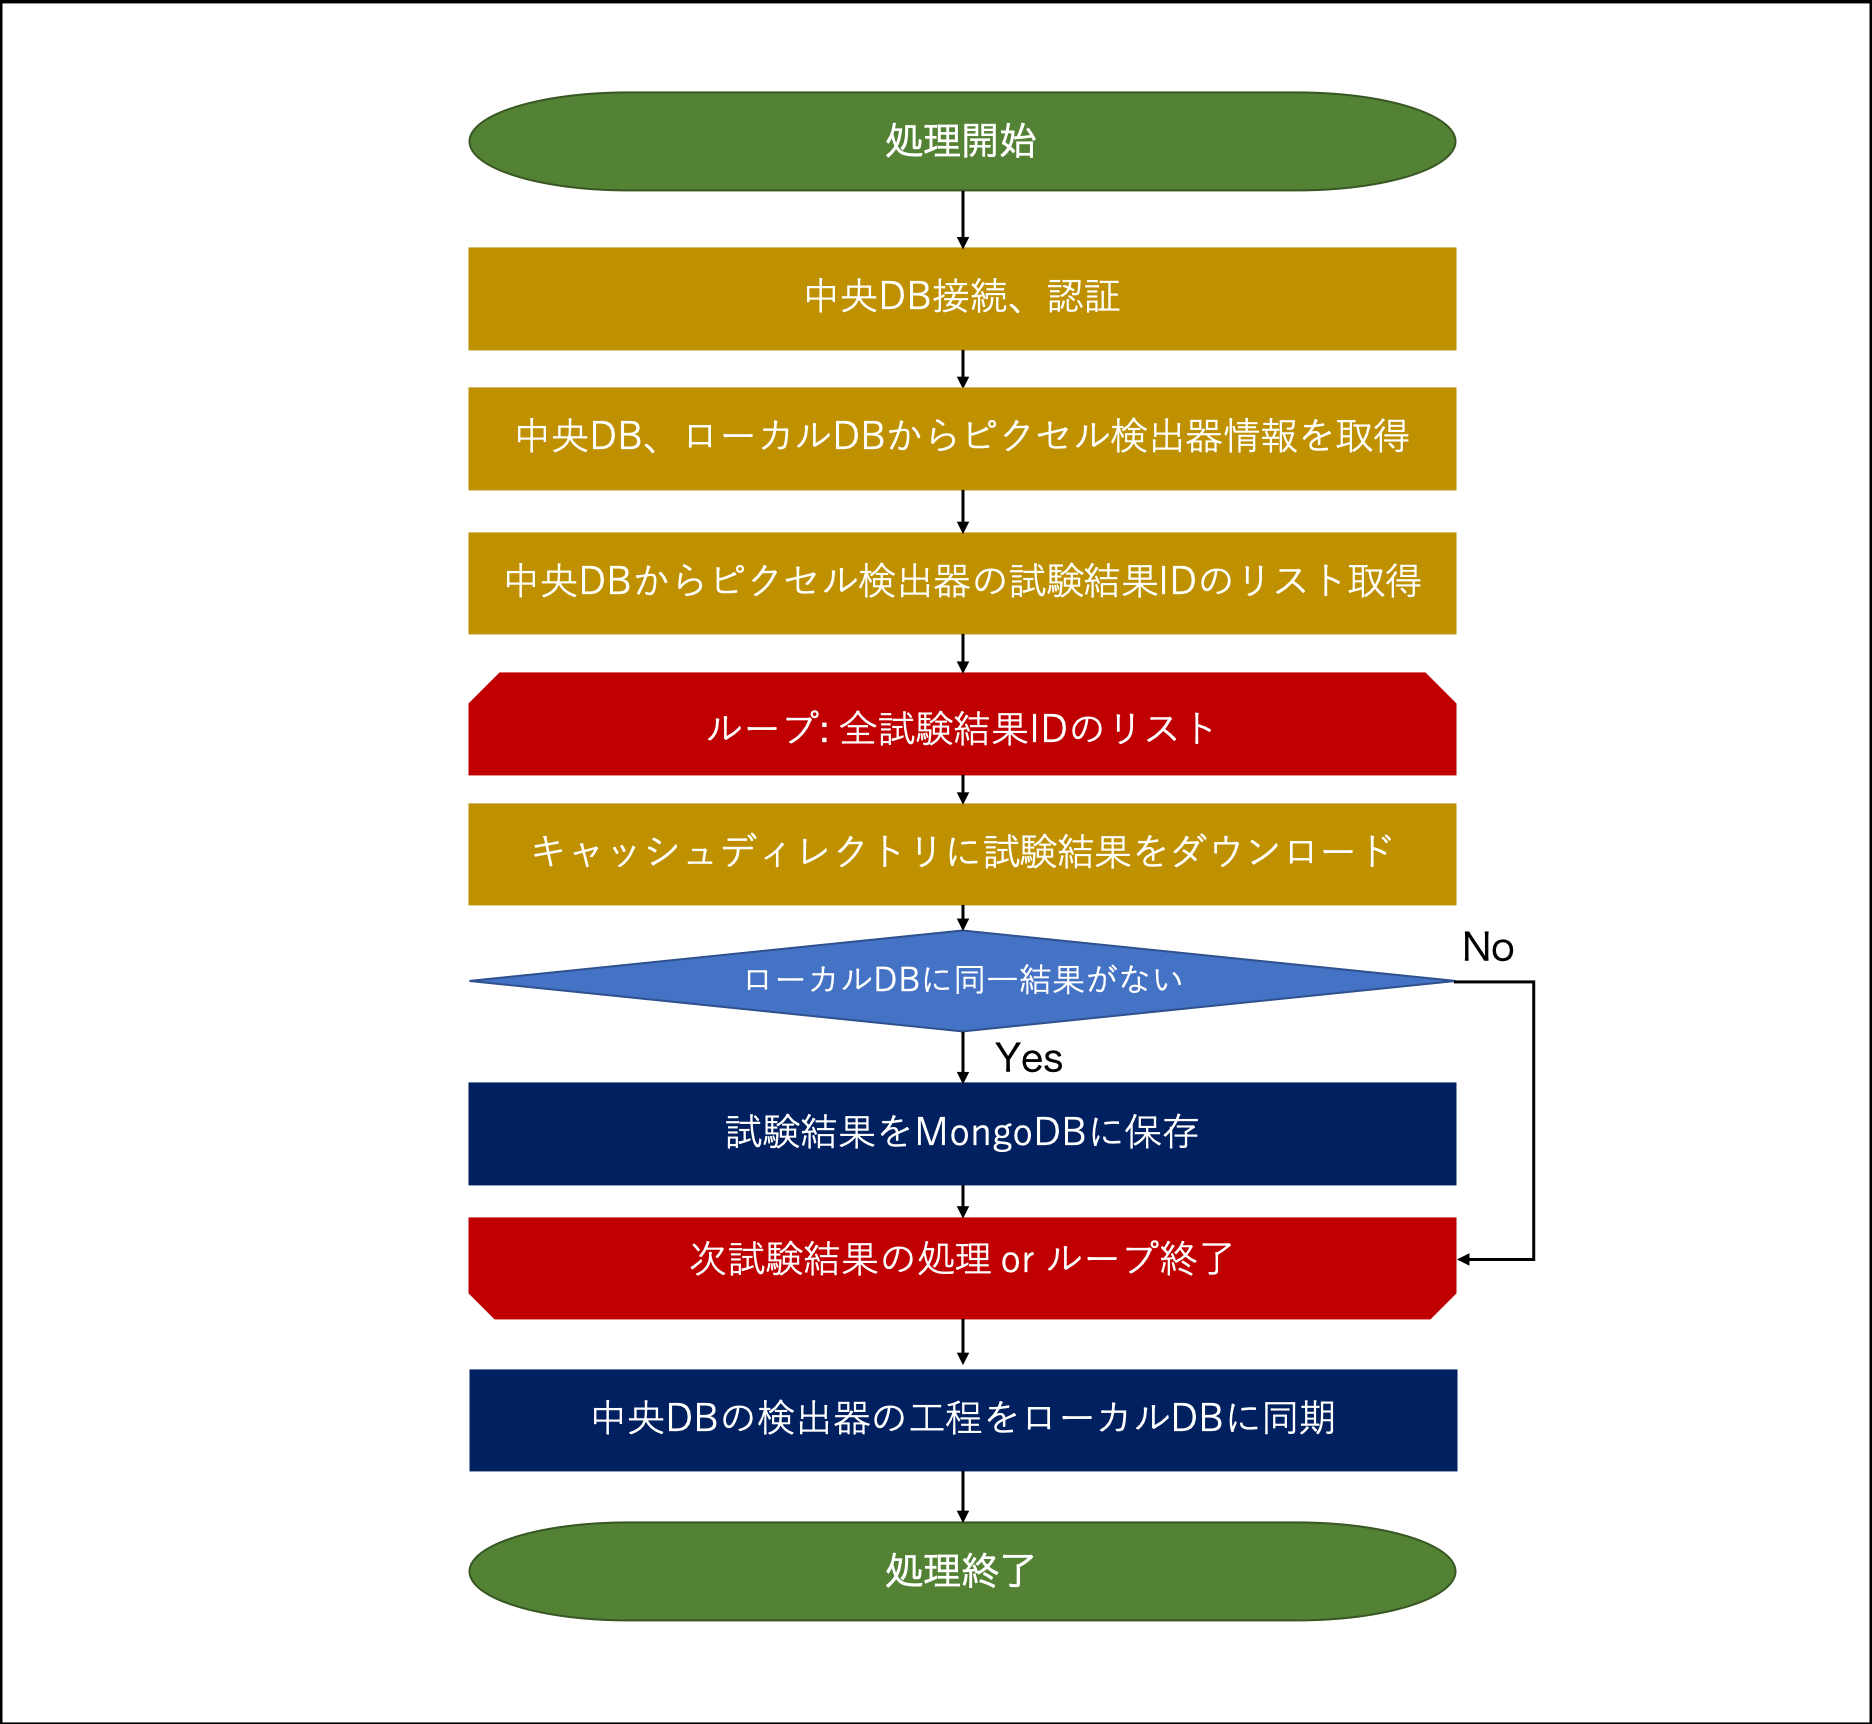 処理開始
中央DB接続、認証
中央DB、ローカルDBからピクセル検出器情報を取得
中央DBからピクセル検出器の試験結果IDのリスト取得
ループ: 全試験結果IDのリスト
キャッシュディレクトリに試験結果をダウンロード
No
ローカルDBに同一結果がない
Yes
試験結果をMongoDBに保存
次試験結果の処理 or ループ終了
中央DBの検出器の工程をローカルDBに同期
処理終了